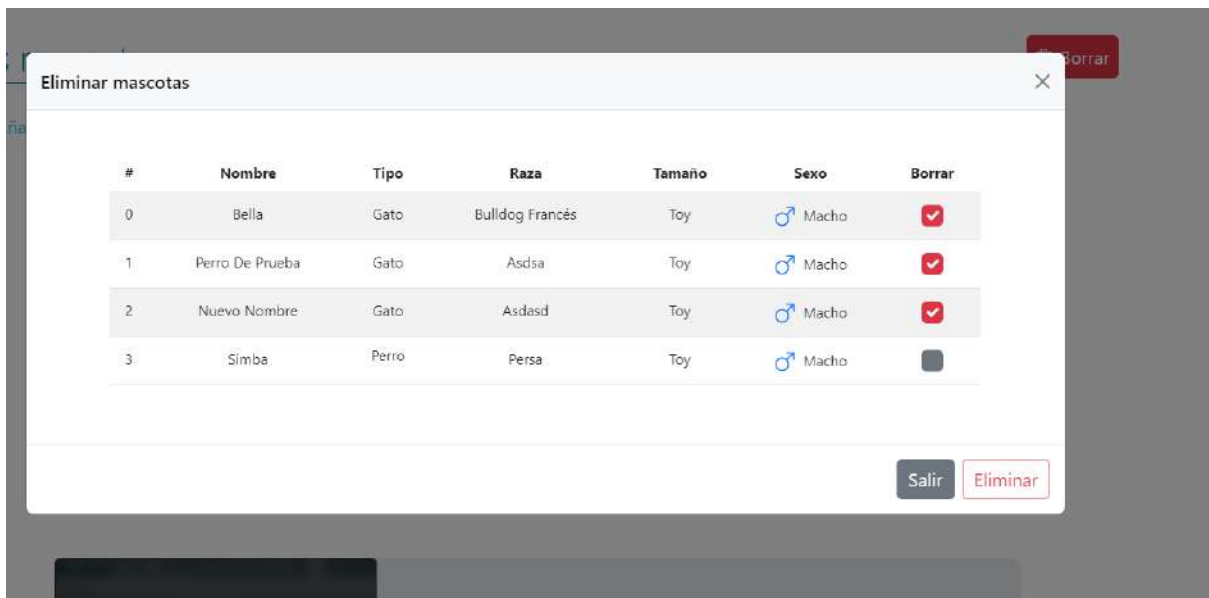 Borrar
Eliminar mascotas
# Nombre Tipo Raza Tamaño Sexo Borrar
0 Bella Gato Bulldog Francés Toy Macho
1 Perro De Prueba Gato Asdsa Toy Macho
2 Nuevo Nombre Gato Asdasd Toy Macho
3 Simba Perro Persa Toy Macho
Salir Eliminar